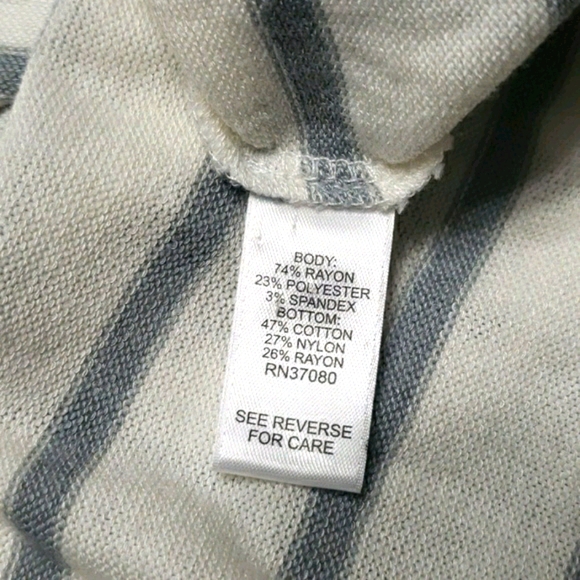 BODY:
74% RAYON
23% POLYESTER
3% SPANDEX
BOTTOM:
47% COTTON
27% NYLON
26% RAYON
RN37080
SEE REVERSE
FOR CARE